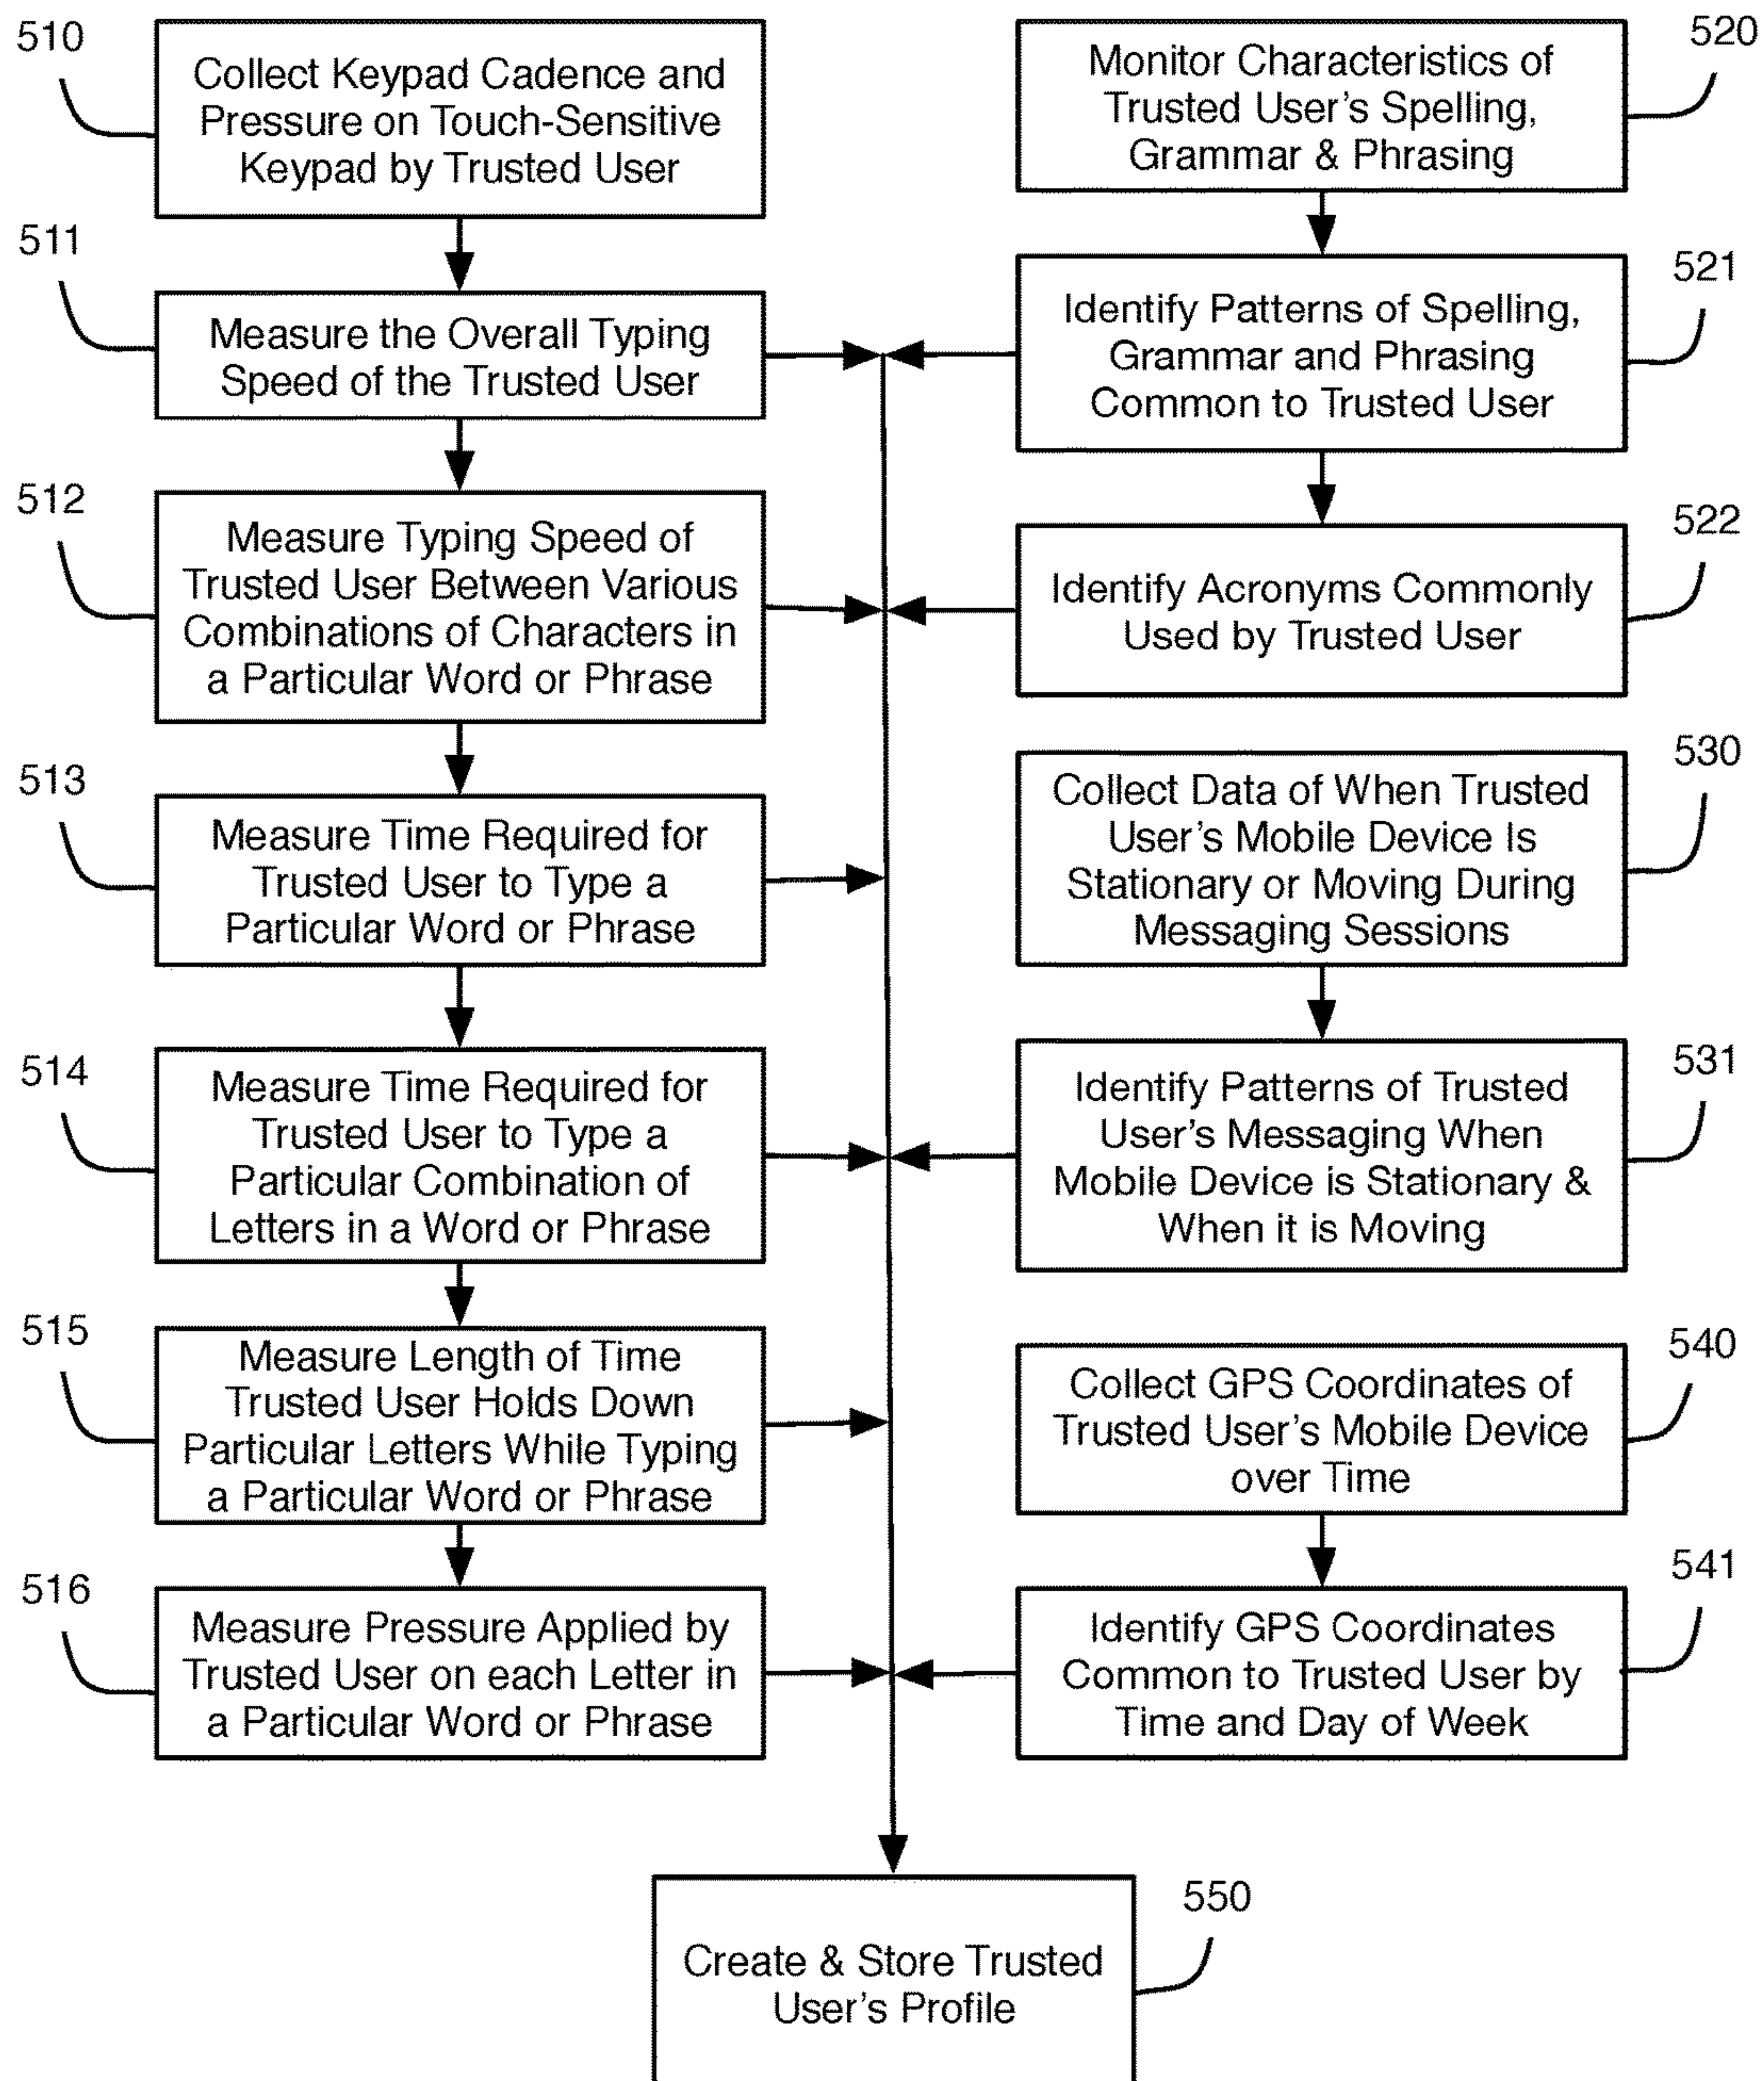 510
Collect Keypad Cadence and
Pressure on Touch-Sensitive
Keypad by Trusted User
511
Measure the Overall Typing
Speed of the Trusted User
512
Measure Typing Speed of
Trusted User Between Various
Combinations of Characters in
a Particular Word or Phrase
513
Measure Time Required for
Trusted User to Type a
Particular Word or Phrase
514
Measure Time Required for
Trusted User to Type a
Particular Combination of
Letters in a Word or Phrase
515
Measure Length of Time
Trusted User Holds Down
Particular Letters While Typing
a Particular Word or Phrase
516
Measure Pressure Applied by
Trusted User on each Letter in
a Particular Word or Phrase
520
Monitor Characteristics of
Trusted User's Spelling,
Grammar & Phrasing
521
Identify Patterns of Spelling,
Grammar and Phrasing
Common to Trusted User
522
Identify Acronyms Commonly
Used by Trusted User
530
Collect Data of When Trusted
User's Mobile Device Is
Stationary or Moving During
Messaging Sessions
531
Identify Patterns of Trusted
User's Messaging When
Mobile Device is Stationary &
When it is Moving
540
Collect GPS Coordinates of
Trusted User's Mobile Device
over Time
541
Identify GPS Coordinates
Common to Trusted User by
Time and Day of Week
550
Create & Store Trusted
User's Profile